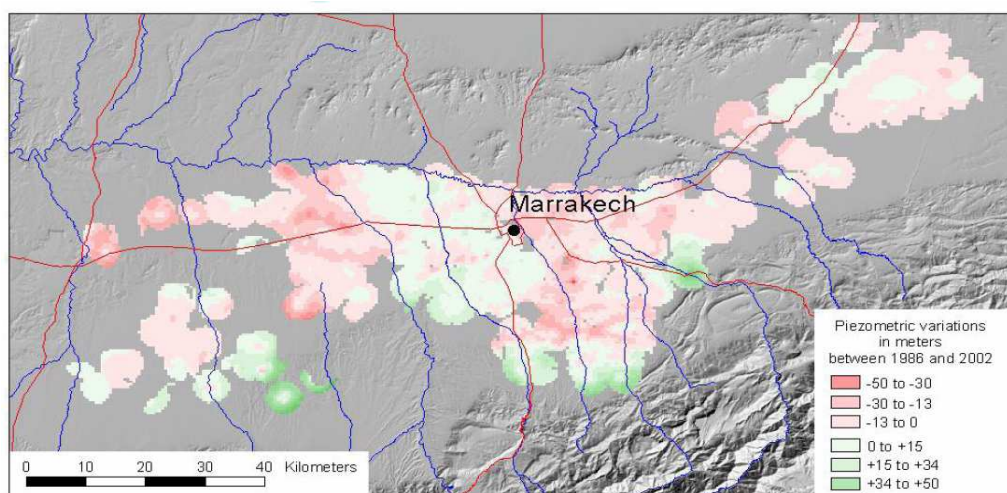 Marrakech
Piezometric variations
in meters
between 1986 and 2002
-50 to -30
-30 to -13
-13 to 0
0 to +15
+15 to +34
+34 to +50
0 10 20 30 40 Kilometers